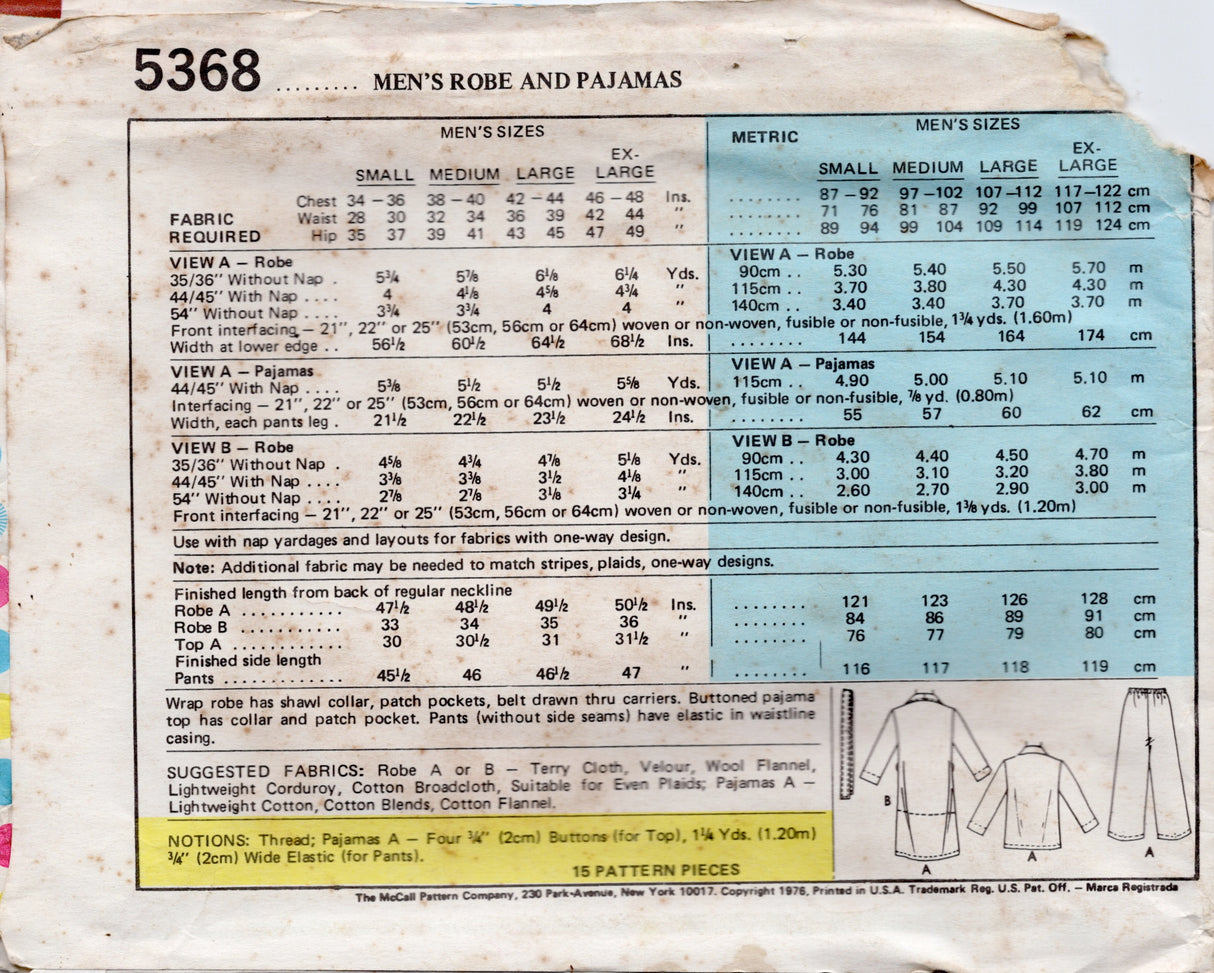 5368 ......... MEN'S ROBE AND PAJAMAS
MEN'S SIZES METRIC MEN'S SIZES
SMALL MEDIUM LARGE EX-LARGE SMALL MEDIUM LARGE EX-LARGE
Chest 34 – 36 38 – 40 42 – 44 46 – 48 Ins. ........ 87 – 92 97 – 102 107 – 112 117 – 122 cm
FABRIC Waist 28 30 32 34 36 39 42 44 " ........ 71 76 81 87 92 99 107 112 cm
REQUIRED Hip 35 37 39 41 43 45 47 49 " ........ 89 94 99 104 109 114 119 124 cm
VIEW A – Robe VIEW A – Robe
35/36" Without Nap . 5¾ 5⅞ 6⅛ 6¼ Yds. 90cm . . 5.30 5.40 5.50 5.70 m
44/45" With Nap . . . . 4 4⅛ 4⅝ 4¾ " 115cm . . 3.70 3.80 4.30 4.30 m
54" Without Nap . . . . 3¾ 3¾ 4 4 " 140cm . . 3.40 3.40 3.70 3.70 m
Front interfacing – 21", 22" or 25" (53cm, 56cm or 64cm) woven or non-woven, fusible or non-fusible, 1¾ yds. (1.60m)
Width at lower edge . . 56½ 60½ 64½ 68½ Ins. ........ 144 154 164 174 cm
VIEW A – Pajamas VIEW A – Pajamas
44/45" With Nap . . . . 5⅜ 5½ 5½ 5⅝ Yds. 115cm . . 4.90 5.00 5.10 5.10 m
Interfacing – 21", 22" or 25" (53cm, 56cm or 64cm) woven or non-woven, fusible or non-fusible, ⅞ yd. (0.80m)
Width, each pants leg . 21½ 22½ 23½ 24½ Ins. ........ 55 57 60 62 cm
VIEW B – Robe VIEW B – Robe
35/36" Without Nap . 4⅝ 4¾ 4⅞ 5⅛ Yds. 90cm . . 4.30 4.40 4.50 4.70 m
44/45" With Nap . . . . 3⅜ 3⅜ 3½ 4⅛ " 115cm . . 3.00 3.10 3.20 3.80 m
54" Without Nap . . . . 2⅞ 2⅞ 3⅛ 3¼ " 140cm . . 2.60 2.70 2.90 3.00 m
Front interfacing – 21", 22" or 25" (53cm, 56cm or 64cm) woven or non-woven, fusible or non-fusible, 1⅜ yds. (1.20m)
Use with nap yardages and layouts for fabrics with one-way design.
Note: Additional fabric may be needed to match stripes, plaids, one-way designs.
Finished length from back of regular neckline
Robe A ........... 47½ 48½ 49½ 50½ Ins. ........ 121 123 126 128 cm
Robe B ........... 33 34 35 36 " ........ 84 86 89 91 cm
Top A ............ 30 30½ 31 31½ " ........ 76 77 79 80 cm
Finished side length
Pants ............. 45½ 46 46½ 47 " ........ 116 117 118 119 cm
Wrap robe has shawl collar, patch pockets, belt drawn thru carriers. Buttoned pajama
top has collar and patch pocket. Pants (without side seams) have elastic in waistline
casing.
SUGGESTED FABRICS: Robe A or B – Terry Cloth, Velour, Wool Flannel,
Lightweight Corduroy, Cotton Broadcloth, Suitable for Even Plaids; Pajamas A –
Lightweight Cotton, Cotton Blends, Cotton Flannel.
NOTIONS: Thread; Pajamas A – Four ¾" (2cm) Buttons (for Top), 1¼ Yds. (1.20m)
¾" (2cm) Wide Elastic (for Pants).
15 PATTERN PIECES
B
A
A
A
The McCall Pattern Company, 230 Park-Avenue, New York 10017. Copyright 1976, Printed in U.S.A. Trademark Reg. U.S. Pat. Off. – Marca Registrada